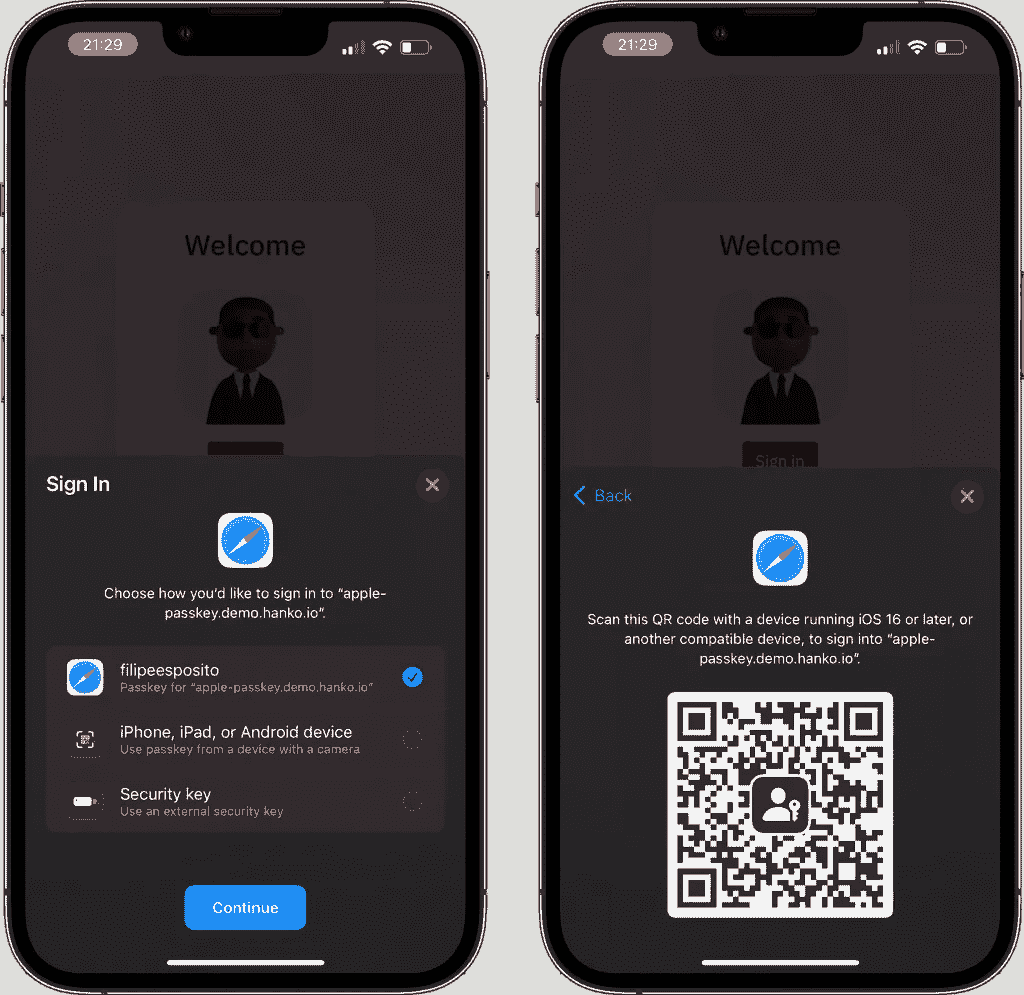 21:29
Welcome
Sign In
Choose how you'd like to sign in to “apple-
passkey.demo.hanko.io”.
filipeesposito
Passkey for “apple-passkey.demo.hanko.io”
iPhone, iPad, or Android device
Use passkey from a device with a camera
Security key
Use an external security key
Continue
21:29
Welcome
Sign in
Back
Scan this QR code with a device running iOS 16 or later, or
another compatible device, to sign into “apple-
passkey.demo.hanko.io”.